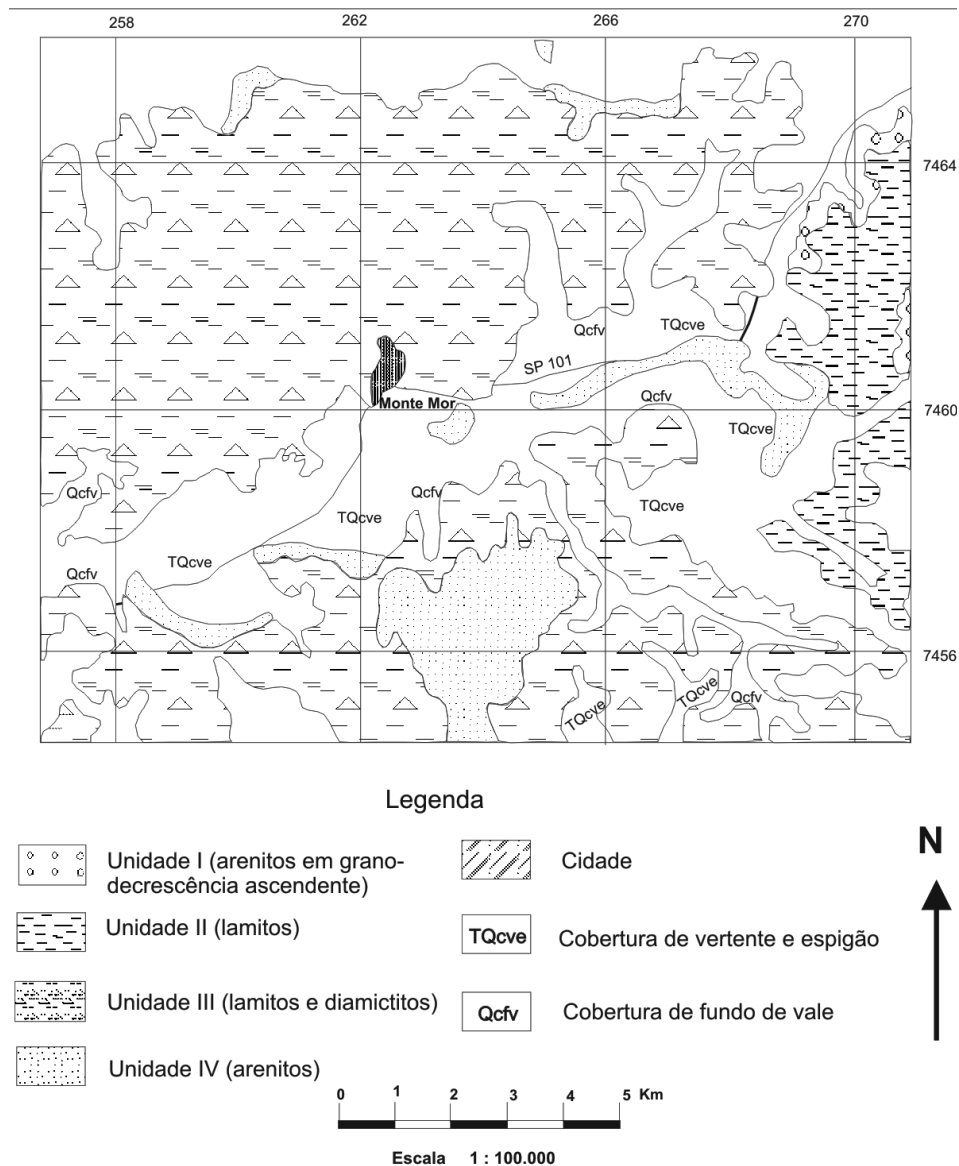 258 262 266 270
7464
Qcfv TQcve
SP 101
Qcfv
Monte Mor 7460
TQcve
Qcfv Qcfv
TQcve TQcve
TQcve
Qcfv
7456
TQcve Qcfv
TQcve
Legenda
Unidade I (arenitos em grano-
decrescência ascendente)
Unidade II (lamitos)
Unidade III (lamitos e diamictitos)
Unidade IV (arenitos)
Cidade
TQcve Cobertura de vertente e espigão
Qcfv Cobertura de fundo de vale
N
0 1 2 3 4 5 Km
Escala 1 : 100.000